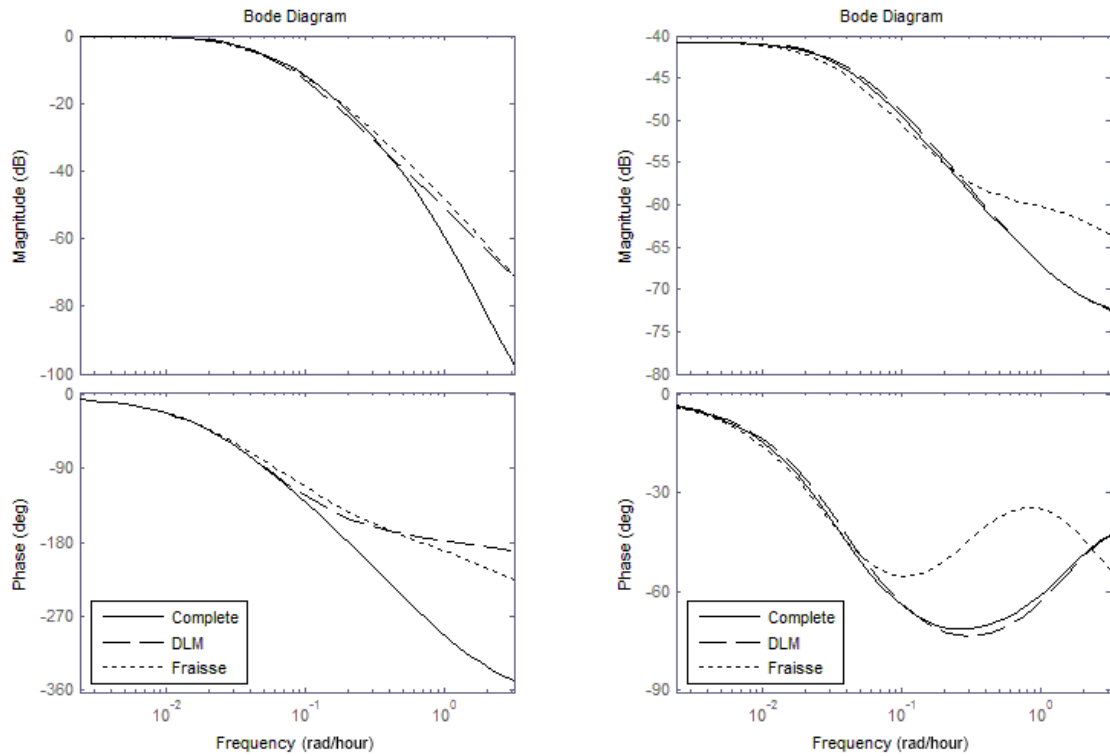 Bode Diagram
0
-20
-40
-60
-80
-100
Magnitude (dB)
0
-90
-180
-270
-360
Phase (deg)
Complete
DLM
Fraisse
10^-2
10^-1
10^0
Frequency (rad/hour)
Bode Diagram
-40
-45
-50
-55
-60
-65
-70
-75
-80
Magnitude (dB)
0
-30
-60
-90
Phase (deg)
Complete
DLM
Fraisse
10^-2
10^-1
10^0
Frequency (rad/hour)